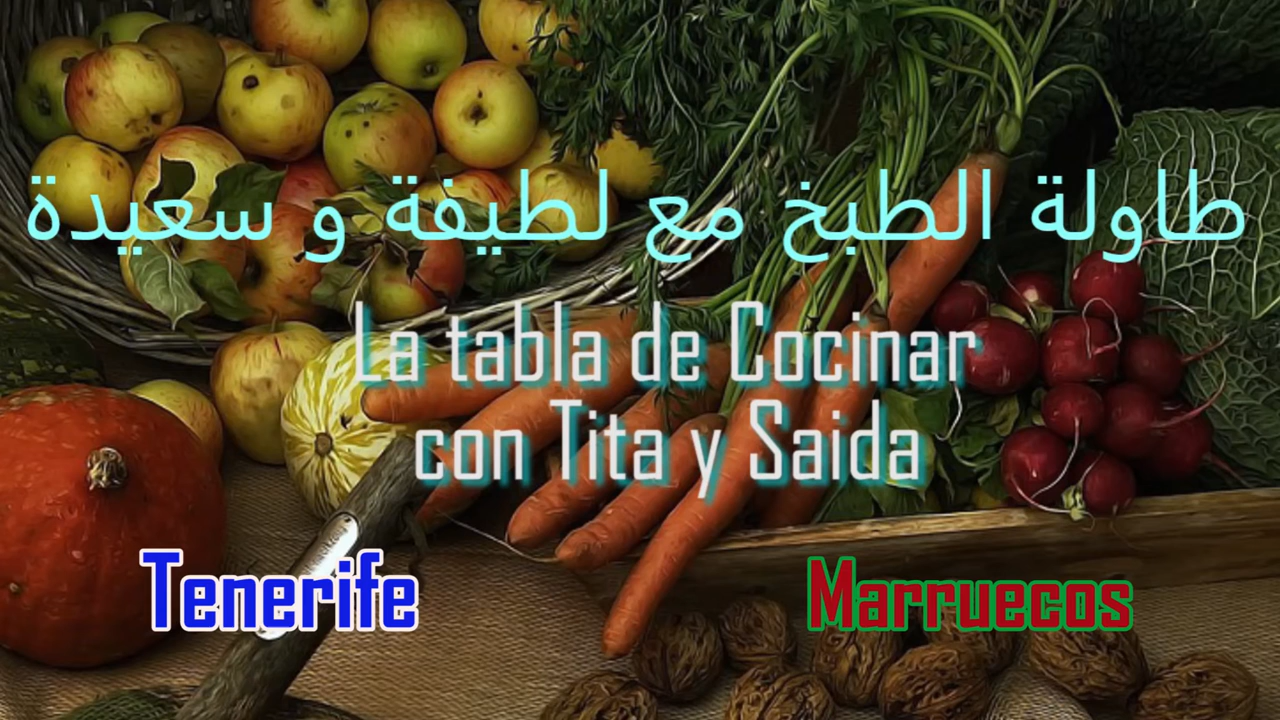 طاولة الطبخ مع لطيفة و سعيدة
La tabla de Cocinar
con Tita y Saida
Tenerife
Marruecos